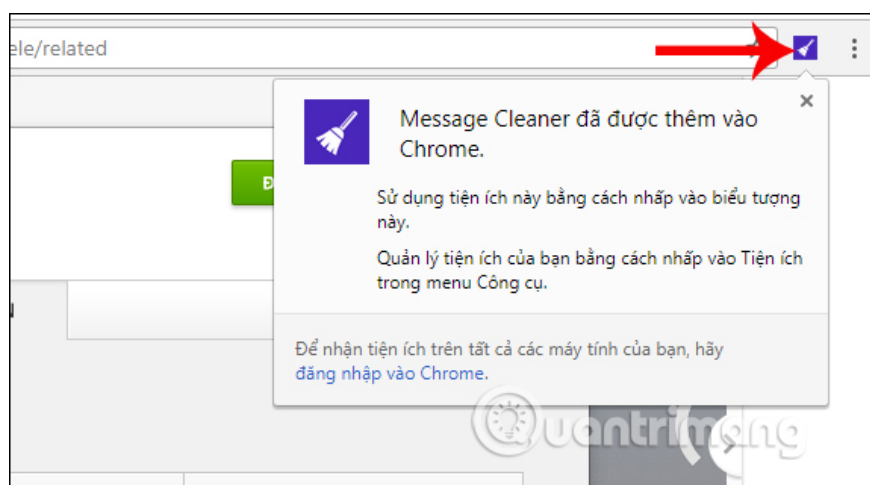 ele/related
Message Cleaner đã được thêm vào
Chrome.
Đ
Sử dụng tiện ích này bằng cách nhấp vào biểu tượng
này.
Quản lý tiện ích của bạn bằng cách nhấp vào Tiện ích
trong menu Công cụ.
Để nhận tiện ích trên tất cả các máy tính của bạn, hãy
đăng nhập vào Chrome.
Quantrimang